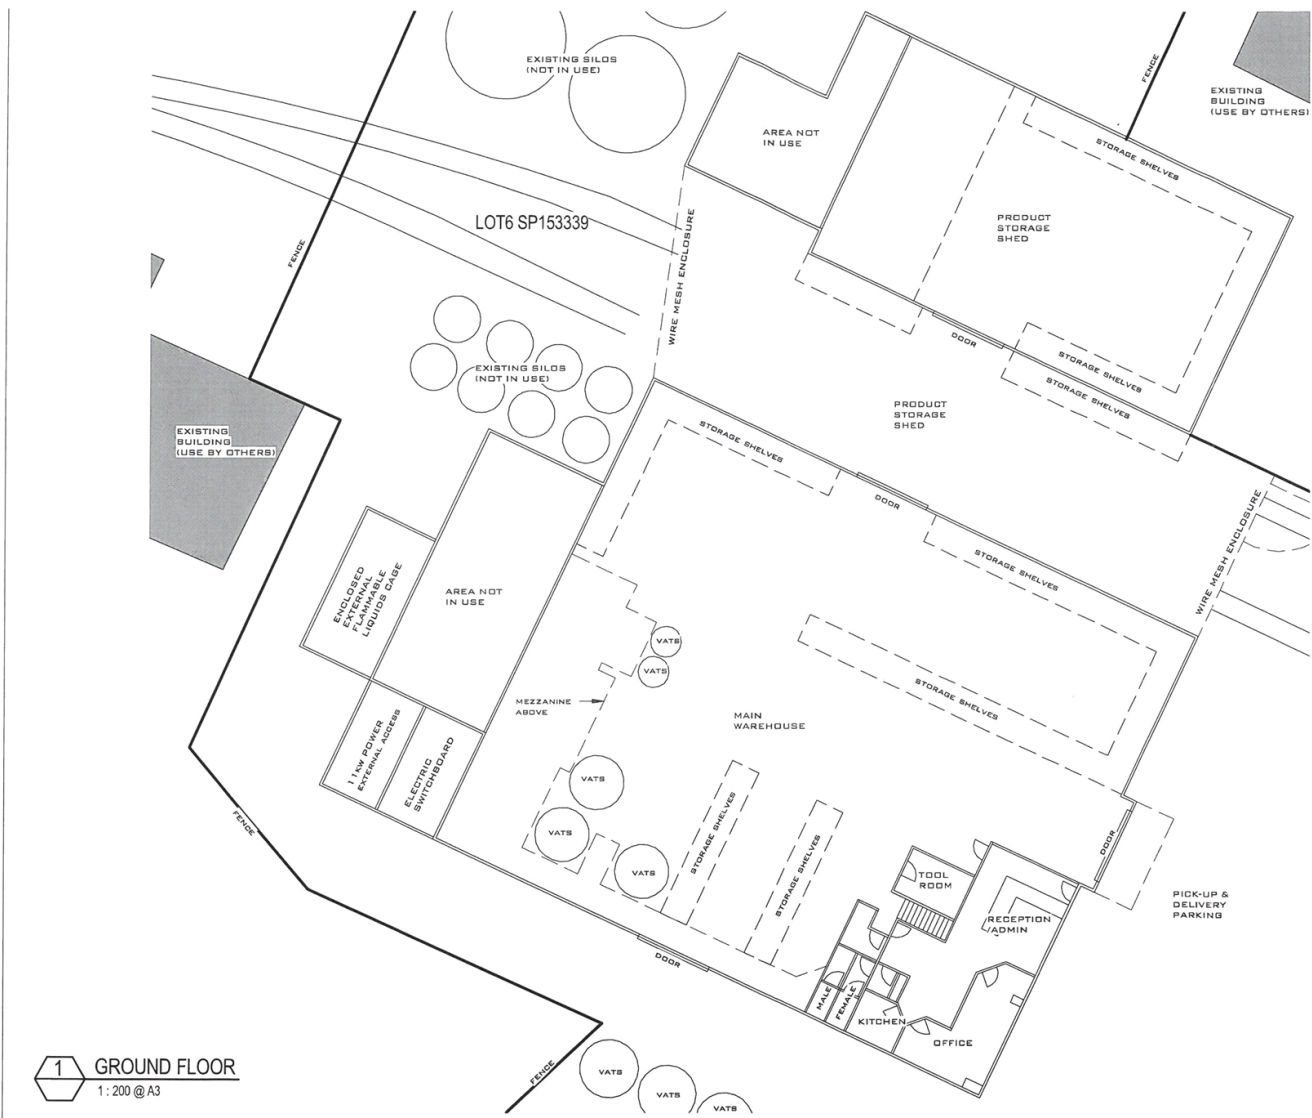 EXISTING SILOS
(NOT IN USE)
FENCE
EXISTING
BUILDING
(USE BY OTHERS)
AREA NOT
IN USE
STORAGE SHELVES
PRODUCT
STORAGE
SHED
LOT6 SP153339
FENCE
WIRE MESH ENCLOSURE
DOOR
STORAGE SHELVES
STORAGE SHELVES
EXISTING SILOS
(NOT IN USE)
PRODUCT
STORAGE
SHED
EXISTING
BUILDING
(USE BY OTHERS)
STORAGE SHELVES
DOOR
WIRE MESH ENCLOSURE
STORAGE SHELVES
ENCLOSED
EXTERNAL
FLAMMABLE
LIQUIDS CAGE
AREA NOT
IN USE
VATS
VATS
STORAGE SHELVES
MEZZANINE
ABOVE
MAIN
WAREHOUSE
11KW POWER
EXTERNAL ACCESS
ELECTRIC
SWITCHBOARD
VATS
FENCE
VATS
VATS
STORAGE SHELVES
STORAGE SHELVES
DOOR
TOOL
ROOM
PICK-UP &
DELIVERY
PARKING
RECEPTION
/ADMIN
DOOR
MALE
FEMALE
KITCHEN
OFFICE
FENCE
VATS
VATS
VATS
1
GROUND FLOOR
1 : 200 @ A3